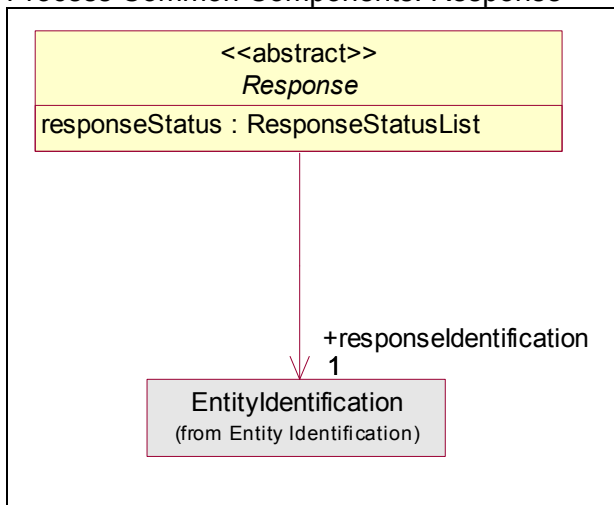 Process Common Components: Response
<<abstract>>
Response
responseStatus : ResponseStatusList
+responseIdentification
1
EntityIdentification
(from Entity Identification)